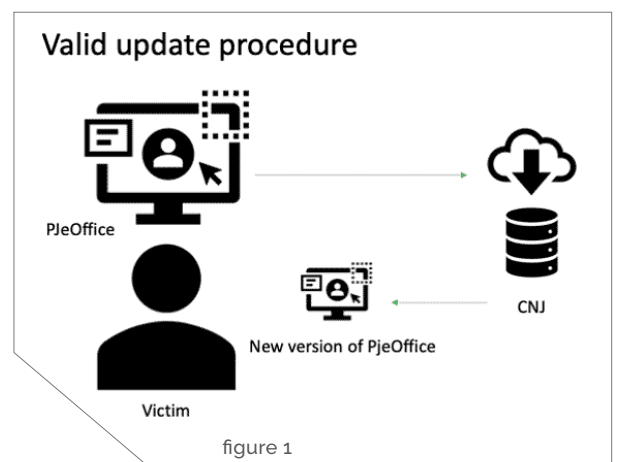 Valid update procedure
PJeOffice
CNJ
New version of PjeOffice
Victim
figure 1